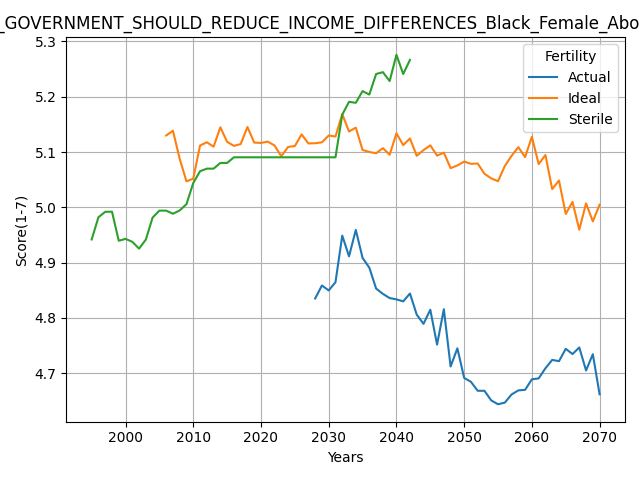 _GOVERNMENT_SHOULD_REDUCE_INCOME_DIFFERENCES_Black_Female_Abo
Fertility
Actual
Ideal
Sterile
Score(1-7)
5.3
5.2
5.1
5.0
4.9
4.8
4.7
2000 2010 2020 2030 2040 2050 2060 2070
Years